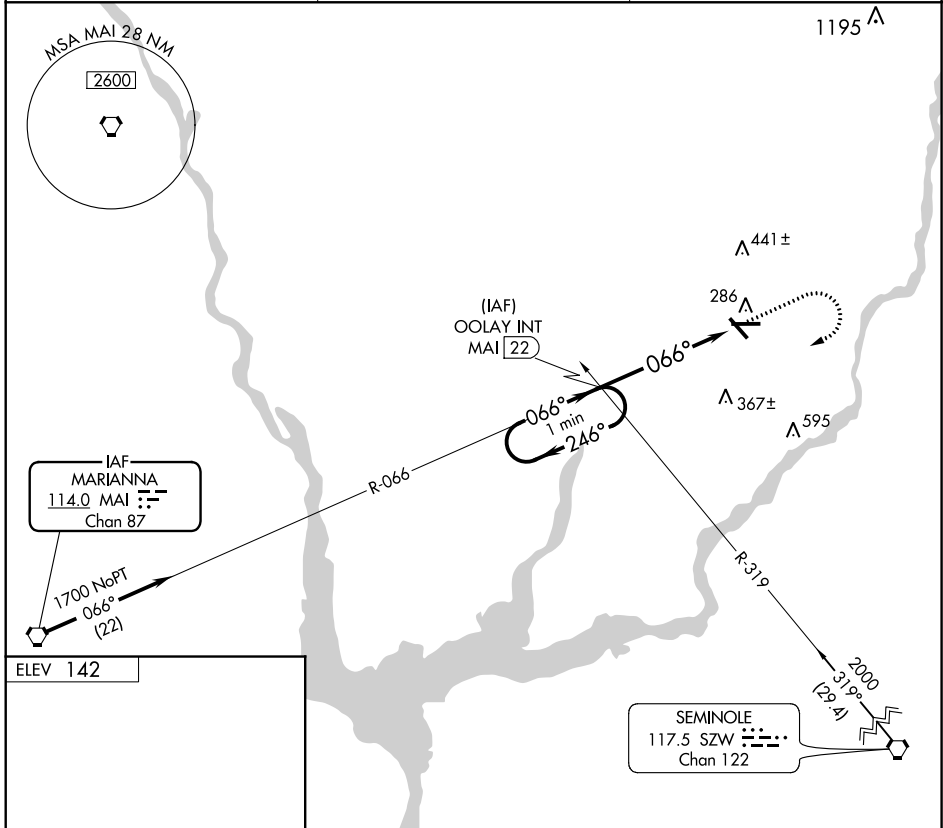 1195
MSA MAI 28 NM
2600
441±
286
(IAF)
OOLAY INT
MAI 22
066°
066°
1 min
246°
367±
595
IAF
MARIANNA
114.0 MAI
Chan 87
R-066
R-319
1700 NoPT
066°
(22)
ELEV 142
2000
319°
(29.4)
SEMINOLE
117.5 SZW
Chan 122